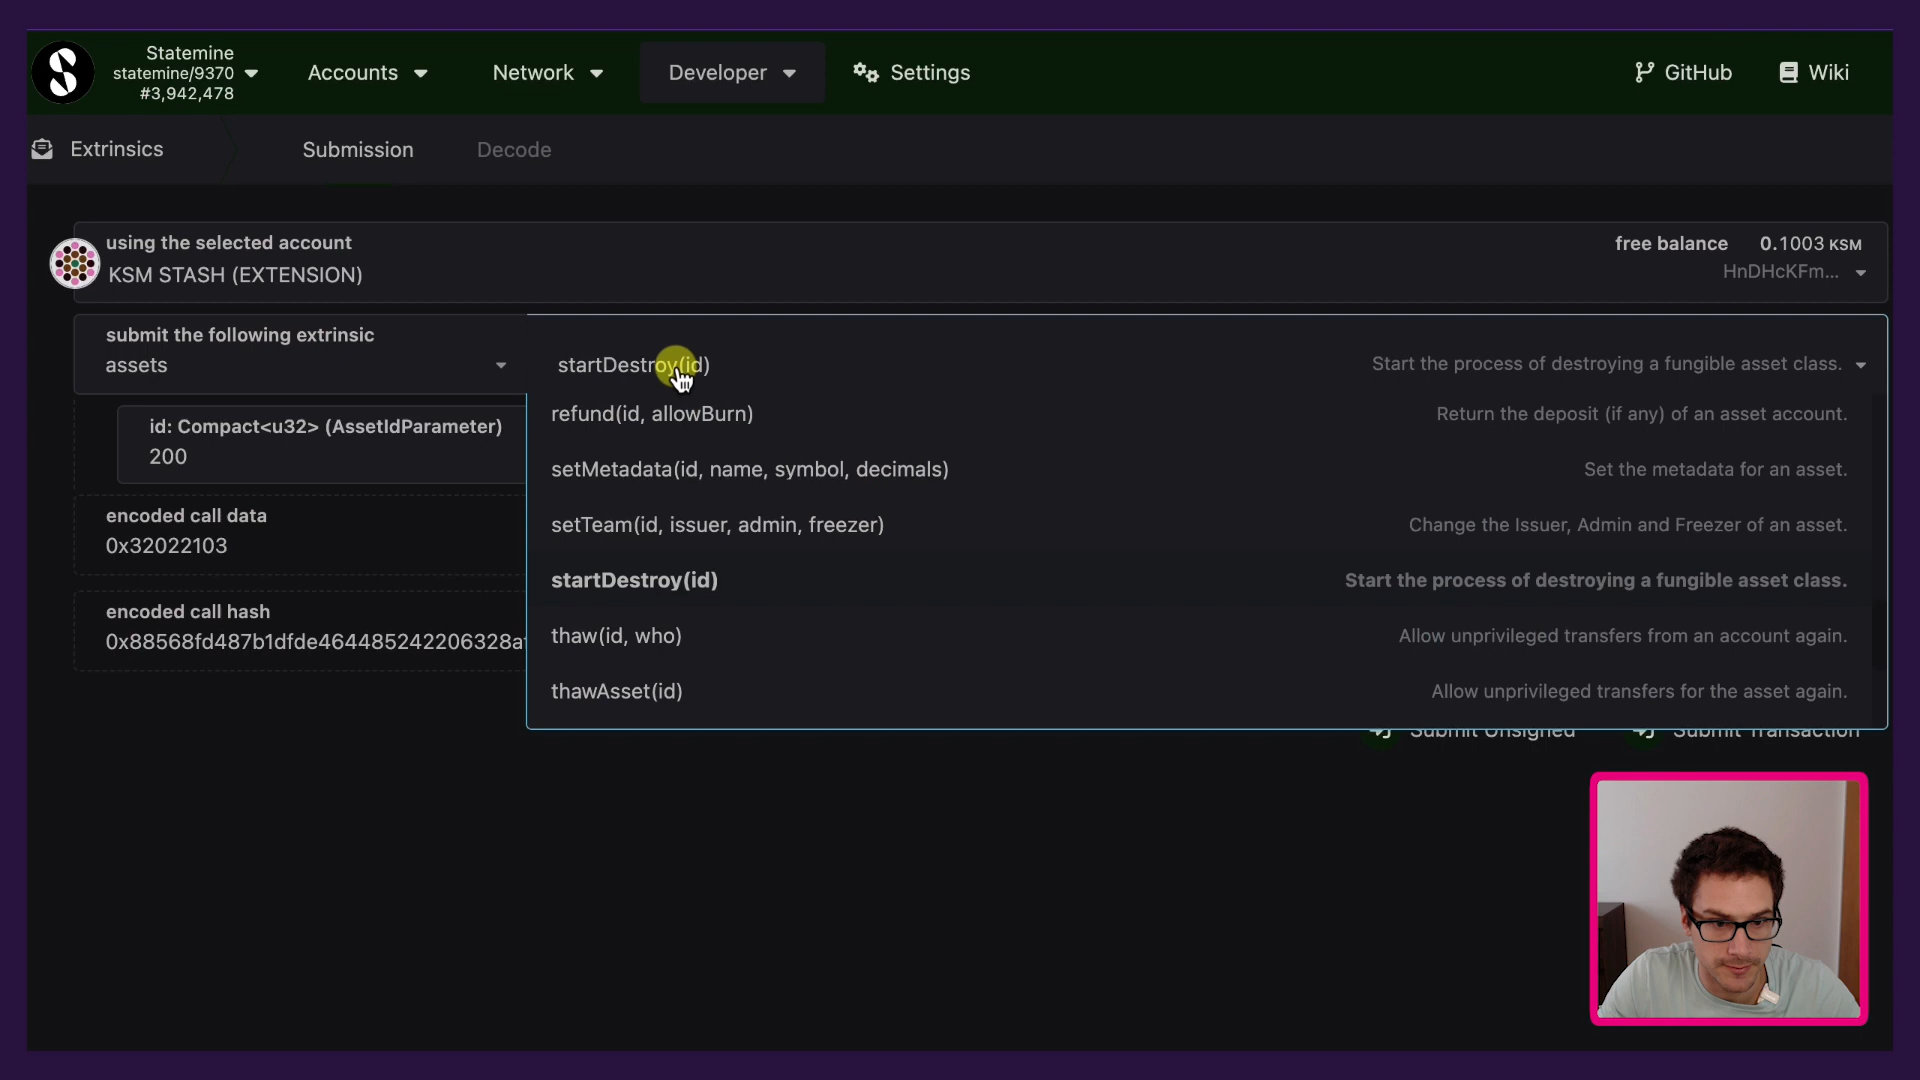 Statemine
statemine/9370
#3,942,478
Accounts
Network
Developer
Settings
GitHub
Wiki
Extrinsics
Submission
Decode
using the selected account
KSM STASH (EXTENSION)
free balance 0.1003 KSM
HnDHcKFm...
submit the following extrinsic
assets
startDestroy(id)
Start the process of destroying a fungible asset class.
id: Compact<u32> (AssetIdParameter)
200
encoded call data
0x32022103
encoded call hash
0x88568fd487b1dfde464485242206328a
refund(id, allowBurn)
Return the deposit (if any) of an asset account.
setMetadata(id, name, symbol, decimals)
Set the metadata for an asset.
setTeam(id, issuer, admin, freezer)
Change the Issuer, Admin and Freezer of an asset.
startDestroy(id)
Start the process of destroying a fungible asset class.
thaw(id, who)
Allow unprivileged transfers from an account again.
thawAsset(id)
Allow unprivileged transfers for the asset again.
Submit Unsigned
Submit Transaction